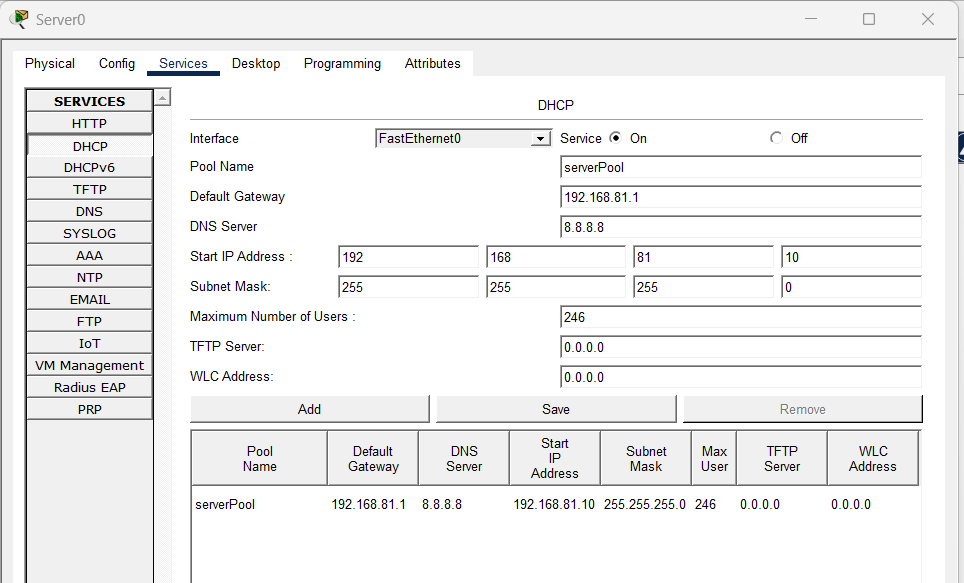 Server0
Physical Config Services Desktop Programming Attributes
SERVICES
HTTP
DHCP
DHCPv6
TFTP
DNS
SYSLOG
AAA
NTP
EMAIL
FTP
IoT
VM Management
Radius EAP
PRP
DHCP
Interface FastEthernet0 Service On Off
Pool Name serverPool
Default Gateway 192.168.81.1
DNS Server 8.8.8.8
Start IP Address : 192 168 81 10
Subnet Mask: 255 255 255 0
Maximum Number of Users : 246
TFTP Server: 0.0.0.0
WLC Address: 0.0.0.0
Add Save Remove
Pool Name Default Gateway DNS Server Start IP Address Subnet Mask Max User TFTP Server WLC Address
serverPool 192.168.81.1 8.8.8.8 192.168.81.10 255.255.255.0 246 0.0.0.0 0.0.0.0